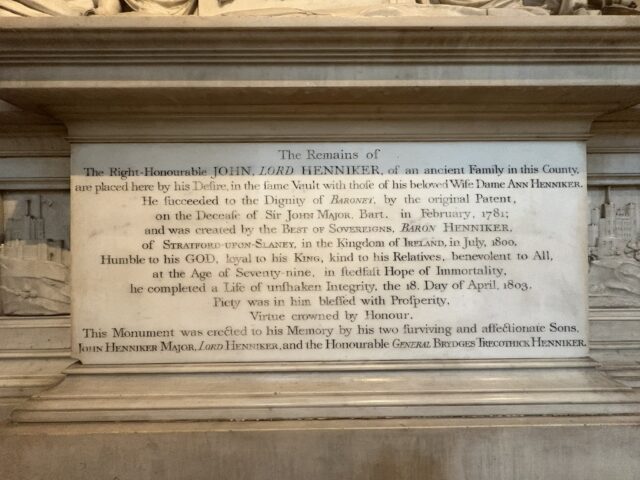 The Remains of
The Right-Honourable JOHN, LORD HENNIKER, of an ancient Family in this County,
are placed here by his Deſire, in the ſame Vault with thoſe of his beloved Wife Dame ANN HENNIKER.
He ſucceeded to the Dignity of BARONET, by the original Patent,
on the Deceaſe of Sir JOHN MAJOR, Bart. in February, 1781;
and was created by the BEST OF SOVEREIGNS, BARON HENNIKER,
of STRATFORD-UPON-SLANEY, in the Kingdom of IRELAND, in July, 1800.
Humble to his GOD, loyal to his KING, kind to his Relatives, benevolent to All,
at the Age of Seventy-nine, in ſtedfaſt Hope of Immortality,
he completed a Life of unſhaken Integrity, the 18. Day of April, 1803.
Piety was in him bleſſed with Proſperity,
Virtue crowned by Honour.
This Monument was erected to his Memory by his two ſurviving and affectionate Sons,
JOHN HENNIKER MAJOR, LORD HENNIKER, and the Honourable GENERAL BRYDGES TRECOTHICK HENNIKER.